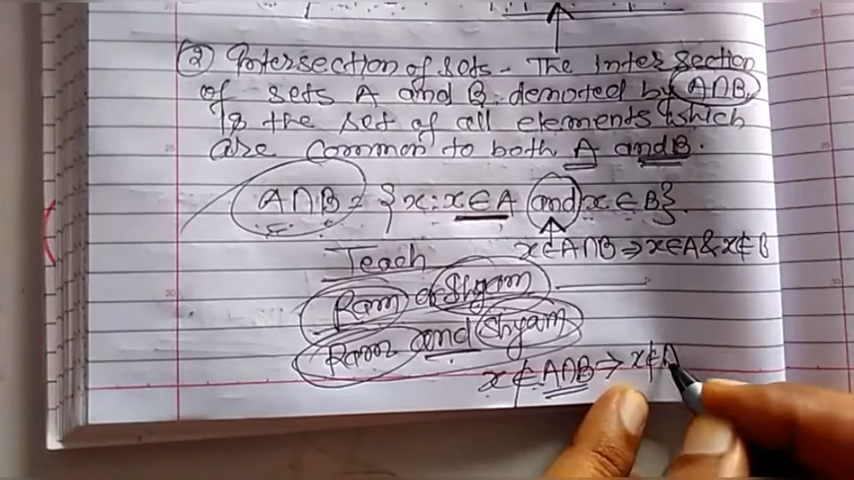 ② Intersection of Sets - The intersection
of sets A and B. denoted by A∩B,
Is the set of all elements which
are common to both A and B.
A∩B = {x : x ∈ A and x ∈ B}.
x ∈ A∩B ⇒ x ∈ A & x ∉ B
Teach
Ram or Shyam
Ram and Shyam
x ∉ A∩B ⇒ x ∉ A